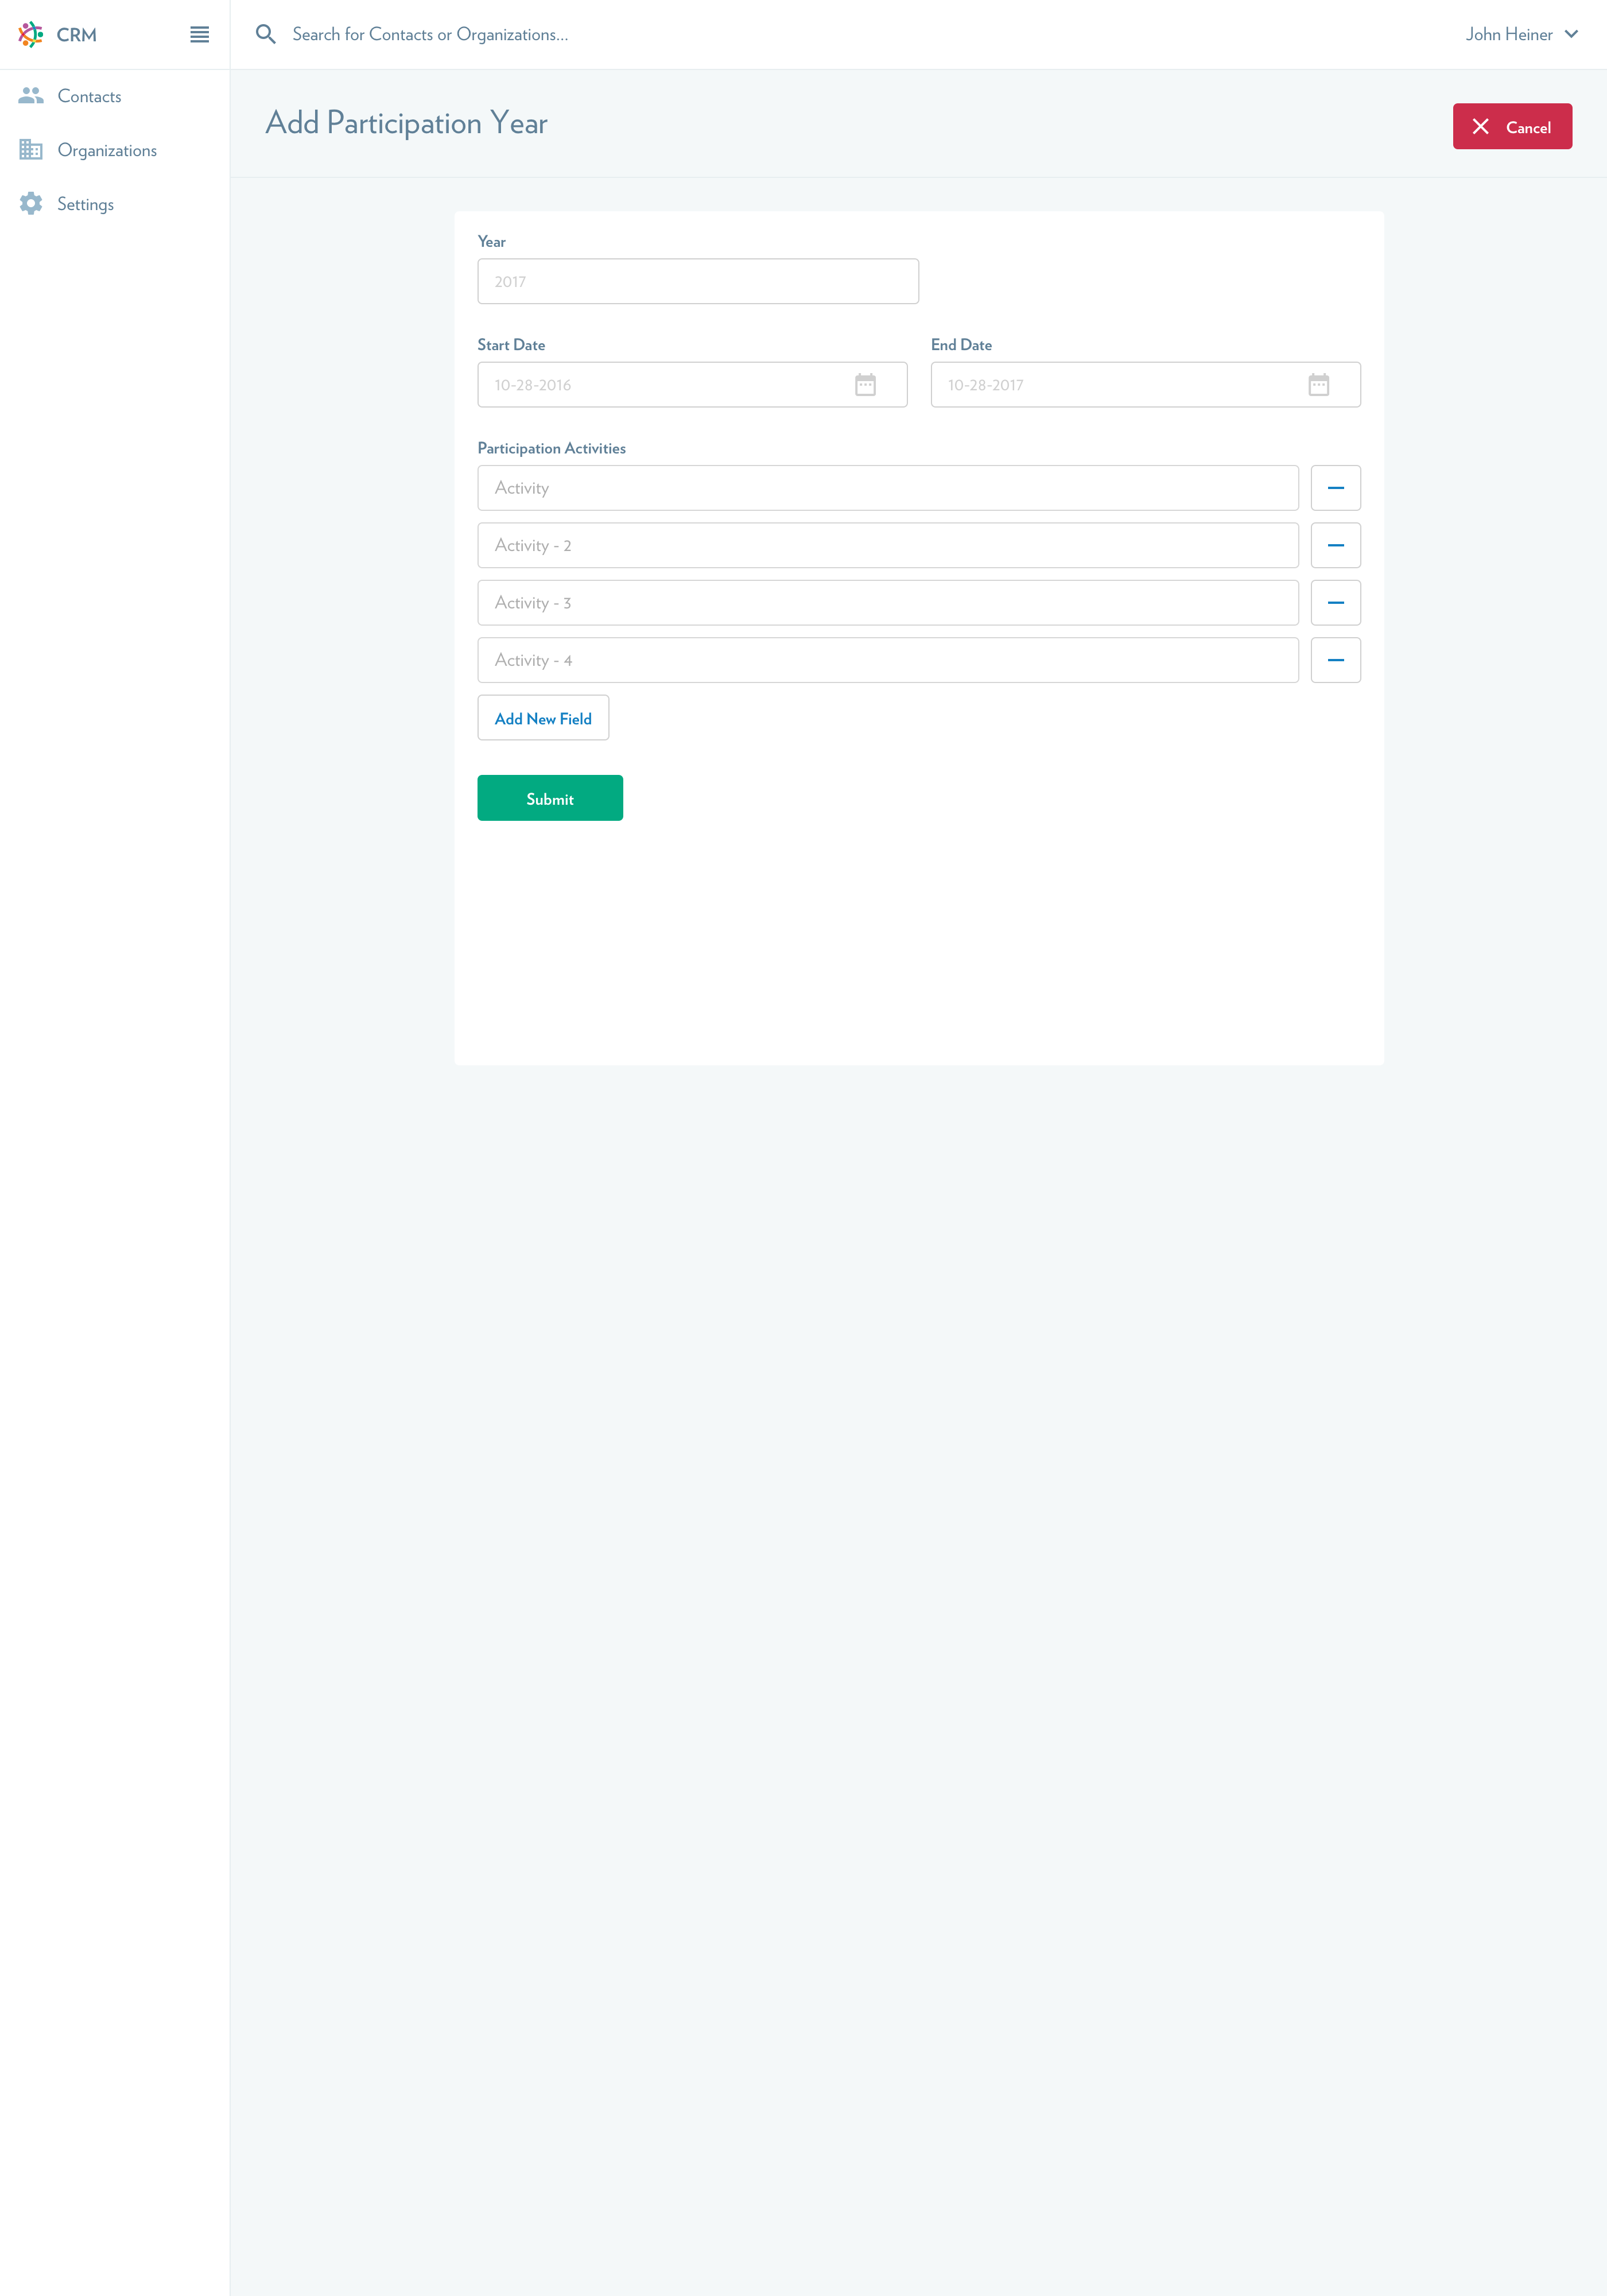 CRM
Search for Contacts or Organizations...
John Heiner
Contacts
Organizations
Settings
Add Participation Year
Cancel
Year
2017
Start Date
End Date
10-28-2016
10-28-2017
Participation Activities
Activity
Activity - 2
Activity - 3
Activity - 4
Add New Field
Submit